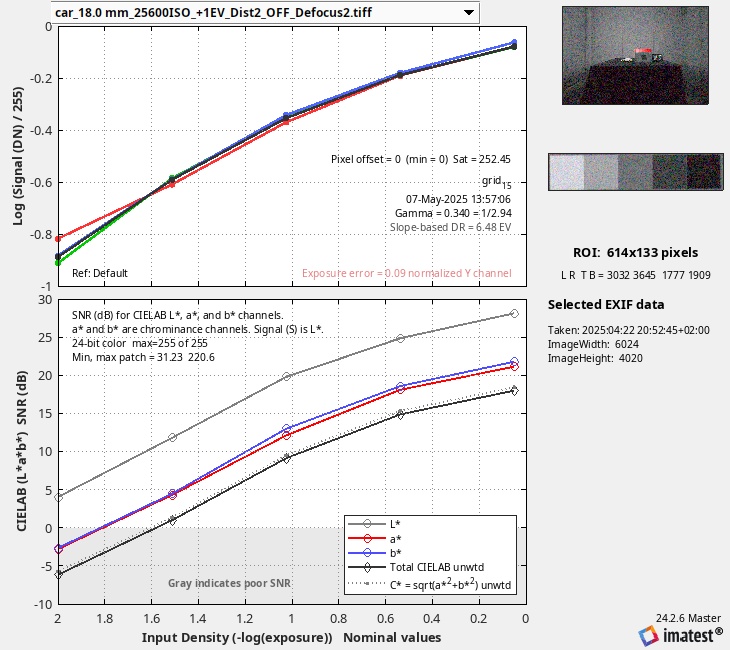 car_18.0 mm_25600ISO_+1EV_Dist2_OFF_Defocus2.tiff
0
-0.2
-0.4
-0.6
-0.8
-1
Log (Signal (DN) / 255)
Pixel offset = 0 (min = 0) Sat = 252.45
grid15
07-May-2025 13:57:06
Gamma = 0.340 = 1/2.94
Slope-based DR = 6.48 EV
Ref: Default
Exposure error = 0.09 normalized Y channel
ROI: 614x133 pixels
L R T B = 3032 3645 1777 1909
Selected EXIF data
Taken: 2025:04:22 20:52:45+02:00
ImageWidth: 6024
ImageHeight: 4020
30
25
20
15
10
5
0
-5
-10
CIELAB (L*a*b*) SNR (dB)
SNR (dB) for CIELAB L*, a*, and b* channels.
a* and b* are chrominance channels. Signal (S) is L*.
24-bit color max=255 of 255
Min, max patch = 31.23 220.6
L*
a*
b*
Total CIELAB unwtd
C* = sqrt(a*2+b*2) unwtd
Gray indicates poor SNR
2 1.8 1.6 1.4 1.2 1 0.8 0.6 0.4 0.2 0
Input Density (-log(exposure)) Nominal values
24.2.6 Master
imatest®